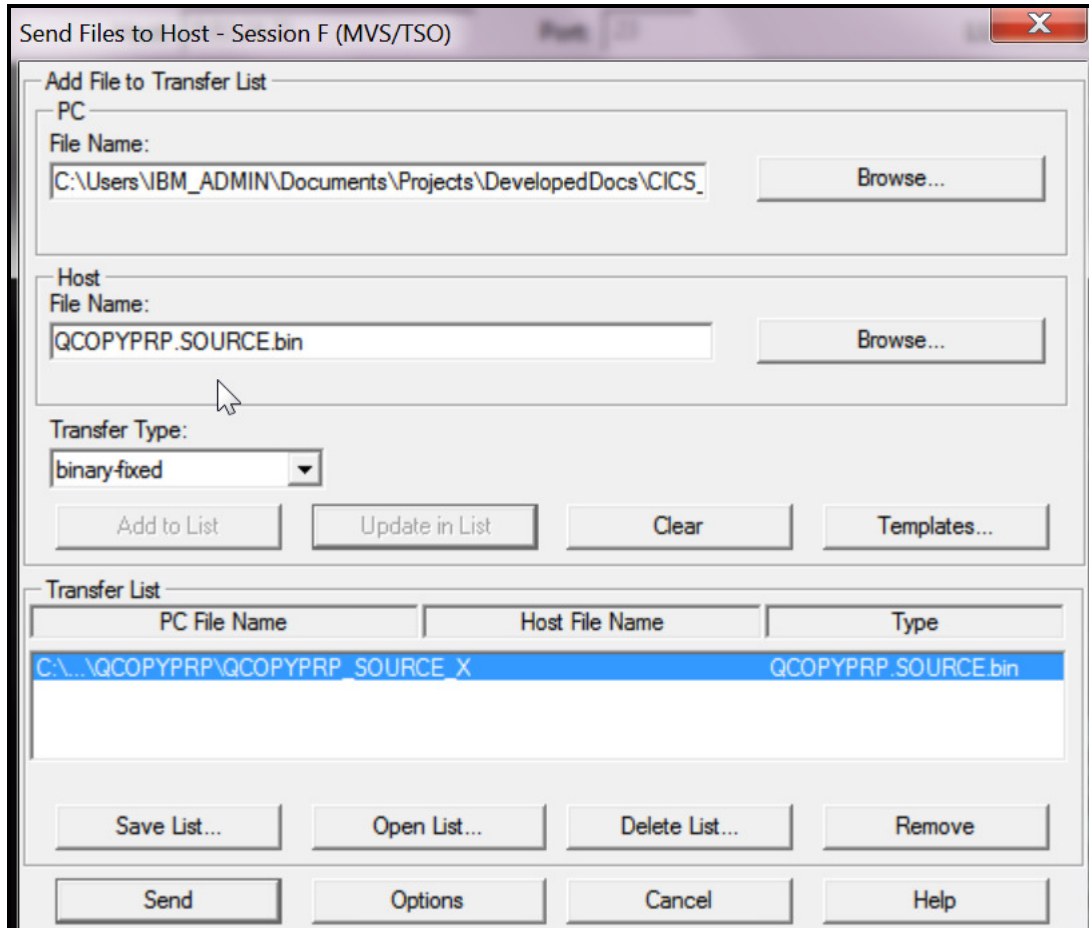 Send Files to Host - Session F (MVS/TSO)
Port: 23
Add File to Transfer List
PC
File Name:
C:\Users\IBM_ADMIN\Documents\Projects\DevelopedDocs\CICS_
Browse...
Host
File Name:
QCOPYPRP.SOURCE.bin
Browse...
Transfer Type:
binary-fixed
Add to List Update in List Clear Templates...
Transfer List
PC File Name Host File Name Type
C:\...\QCOPYPRP\QCOPYPRP_SOURCE_X QCOPYPRP.SOURCE.bin
Save List... Open List... Delete List... Remove
Send Options Cancel Help